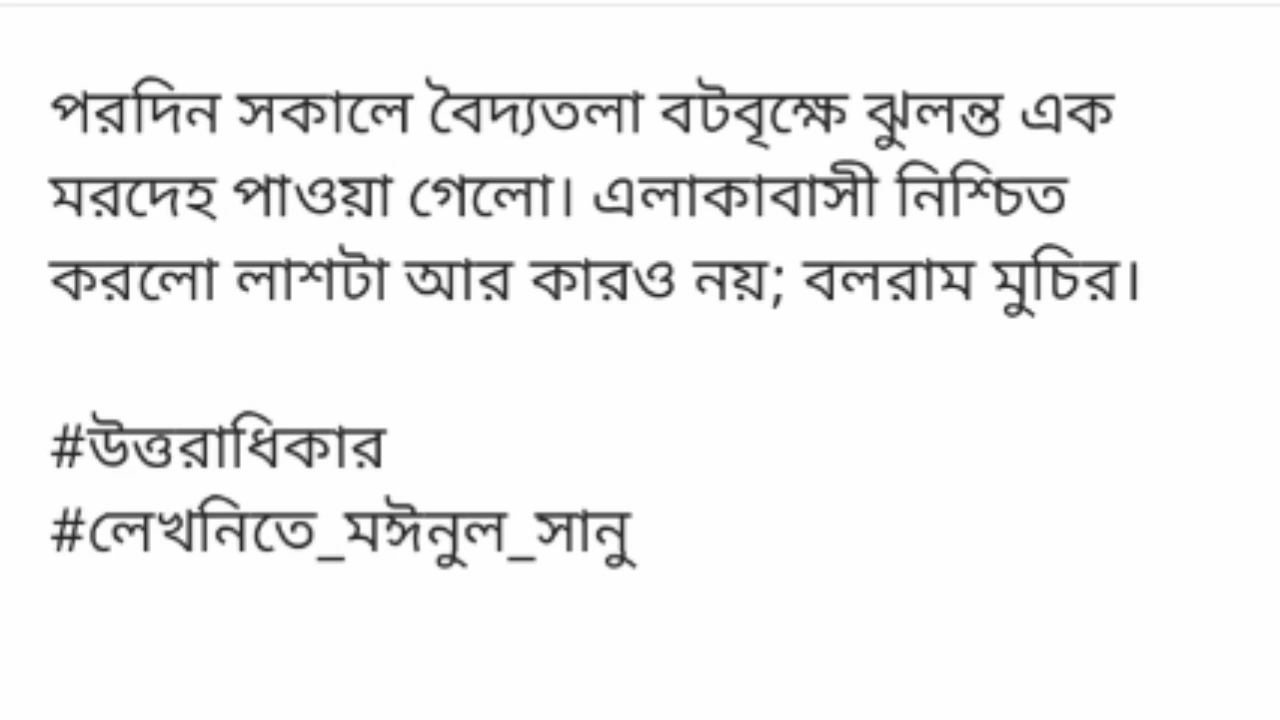 পরদিন সকালে বৈদ্যতলা বটবৃক্ষে ঝুলন্ত এক
মরদেহ পাওয়া গেলো। এলাকাবাসী নিশ্চিত
করলো লাশটা আর কারও নয়; বলরাম মুচির।
#উত্তরাধিকার
#লেখনিতে_মঈনুল_সানু